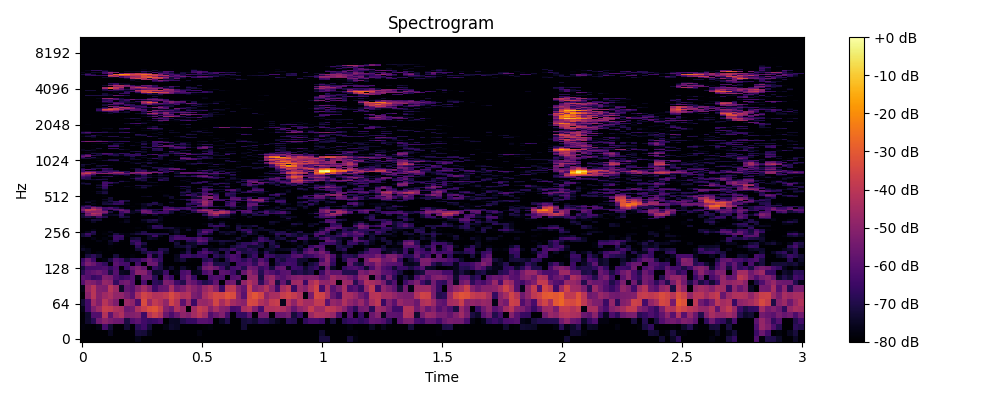 Spectrogram
8192
4096
2048
1024
512
256
128
64
0
Hz
0
0.5
1
1.5
2
2.5
3
Time
+0 dB
-10 dB
-20 dB
-30 dB
-40 dB
-50 dB
-60 dB
-70 dB
-80 dB